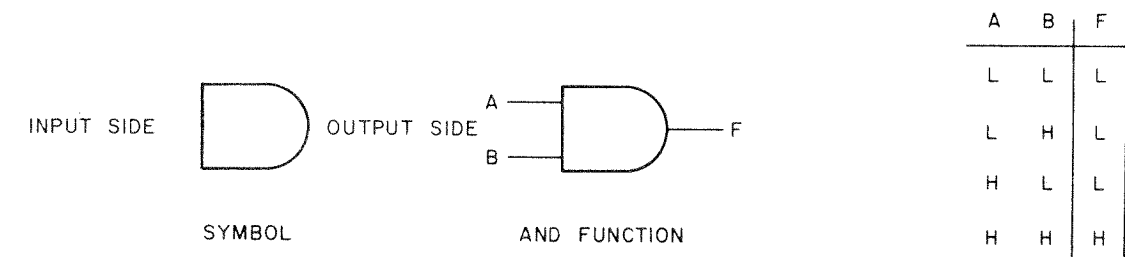 A B F
L L L
INPUT SIDE OUTPUT SIDE A B F
L H L
H L L
SYMBOL AND FUNCTION
H H H